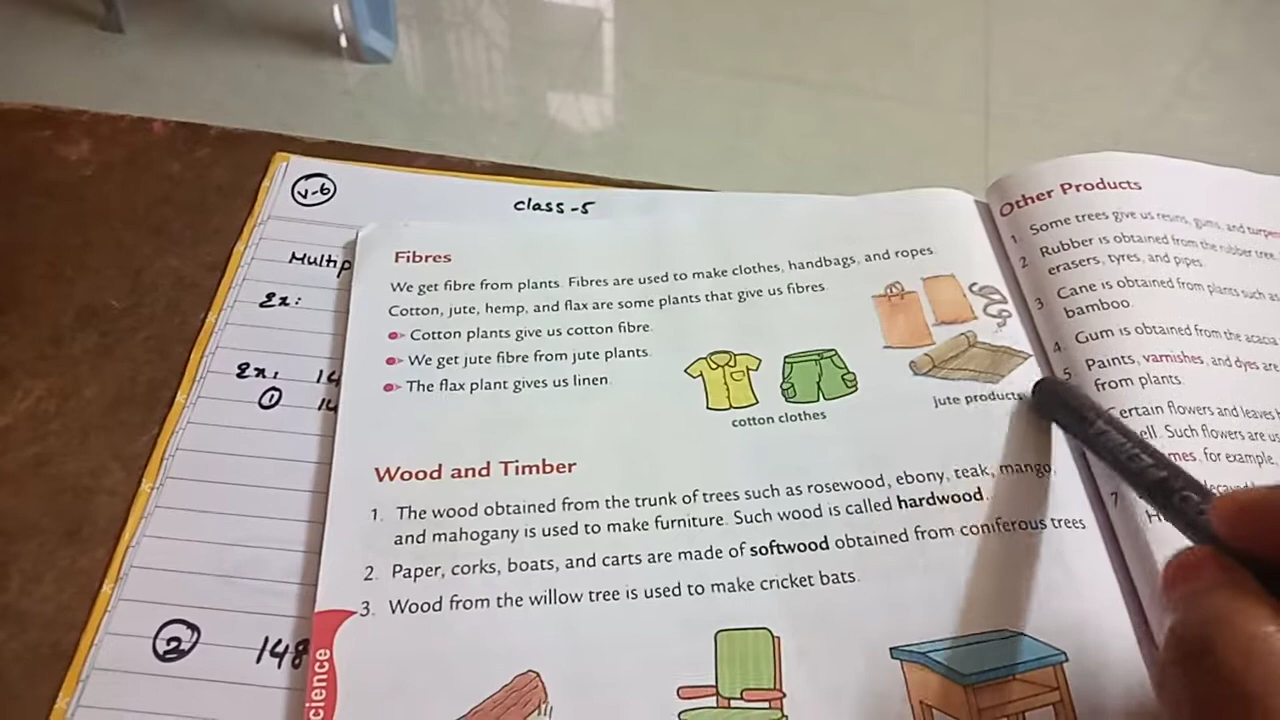 V-6
Class-5
Multip
Ex:
Ex: 14
① 14
② 148
Fibres
We get fibre from plants. Fibres are used to make clothes, handbags, and ropes.
Cotton, jute, hemp, and flax are some plants that give us fibres.
Cotton plants give us cotton fibre.
We get jute fibre from jute plants.
The flax plant gives us linen.
cotton clothes
jute products
Wood and Timber
1. The wood obtained from the trunk of trees such as rosewood, ebony, teak, mango,
and mahogany is used to make furniture. Such wood is called hardwood.
2. Paper, corks, boats, and carts are made of softwood obtained from coniferous trees
3. Wood from the willow tree is used to make cricket bats.
cience
Other Products
1 Some trees give us resins, gums, and turpen
2 Rubber is obtained from the rubber tree.
erasers, tyres, and pipes.
3 Cane is obtained from plants such as
bamboo.
4. Gum is obtained from the acacia
5 Paints, varnishes, and dyes are
from plants.
Certain flowers and leaves h
ell. Such flowers are us
mes, for example,
7